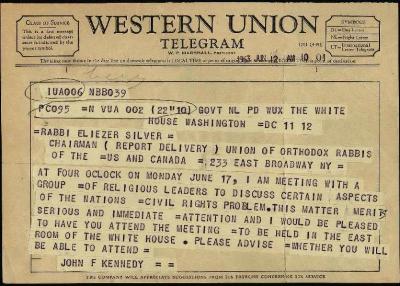 CLASS OF SERVICE
This is a fast message unless its deferred character is indicated by the proper symbol.
WESTERN UNION
TELEGRAM
W. P. MARSHALL, PRESIDENT
SYMBOLS
DL=Day Letter
NL=Night Letter
LT=International Letter Telegram
1963 JUN 12 AM 10 01
1UA006 NBB039
PC095 =N VUA 002 (22"10) GOVT NL PD WUX THE WHITE
HOUSE WASHINGTON =DC 11 12
=RABBI ELIEZER SILVER=
CHAIRMAN ( REPORT DELIVERY ) UNION OF ORTHODOX RABBIS
OF THE =US AND CANADA = 233 EAST BROADWAY NY=
AT FOUR OCLOCK ON MONDAY JUNE 17, I AM MEETING WITH A
GROUP =OF RELIGIOUS LEADERS TO DISCUSS CERTAIN ASPECTS
OF THE NATIONS =CIVIL RIGHTS PROBLEM.THIS MATTER MERITS
SERIOUS AND IMMEDIATE =ATTENTION AND I WOULD BE PLEASED
TO HAVE YOU ATTEND THE MEETING =TO BE HELD IN THE EAST
ROOM OF THE WHITE HOUSE . PLEASE ADVISE =WHETHER YOU WILL
BE ABLE TO ATTEND=
JOHN F KENNEDY = =
THE COMPANY WILL APPRECIATE SUGGESTIONS FROM ITS PATRONS CONCERNING ITS SERVICE